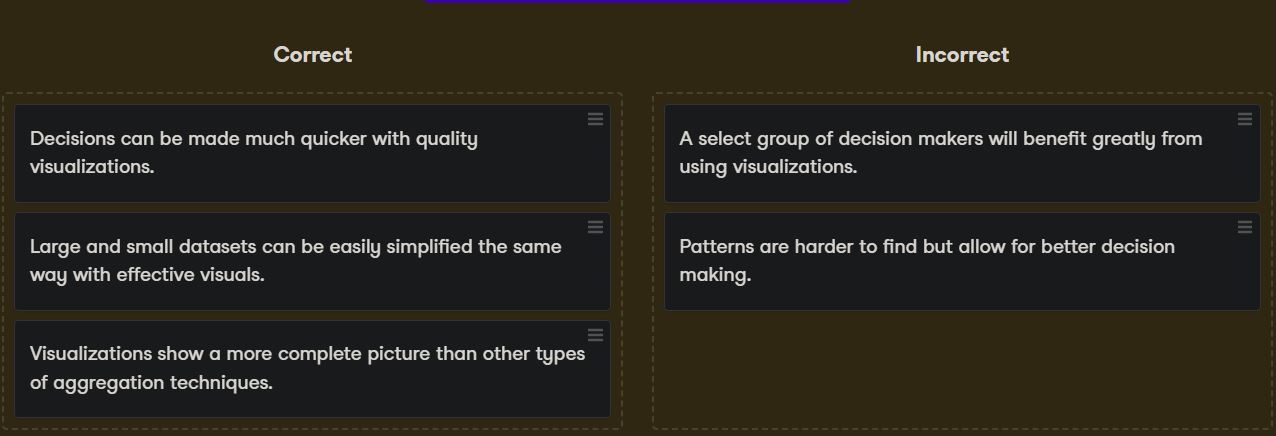 Correct
Decisions can be made much quicker with quality
visualizations.
Large and small datasets can be easily simplified the same
way with effective visuals.
Visualizations show a more complete picture than other types
of aggregation techniques.
Incorrect
A select group of decision makers will benefit greatly from
using visualizations.
Patterns are harder to find but allow for better decision
making.